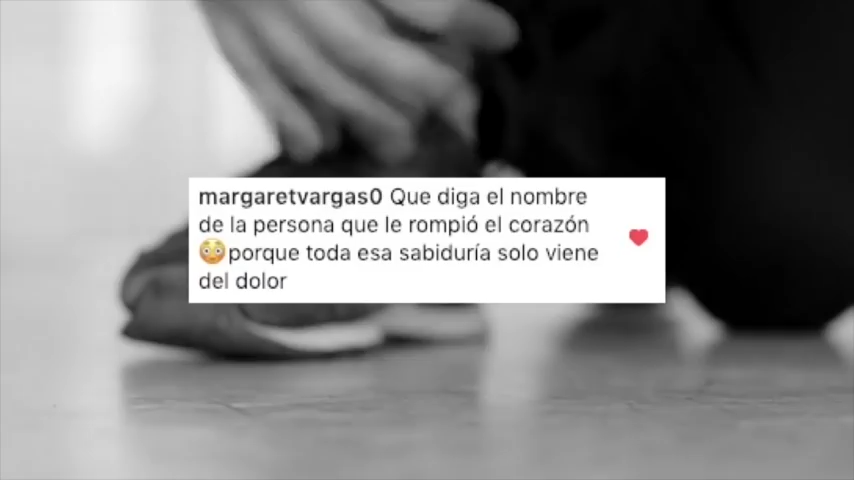 margaretvargas0 Que diga el nombre
de la persona que le rompió el corazón
😳porque toda esa sabiduría solo viene
del dolor